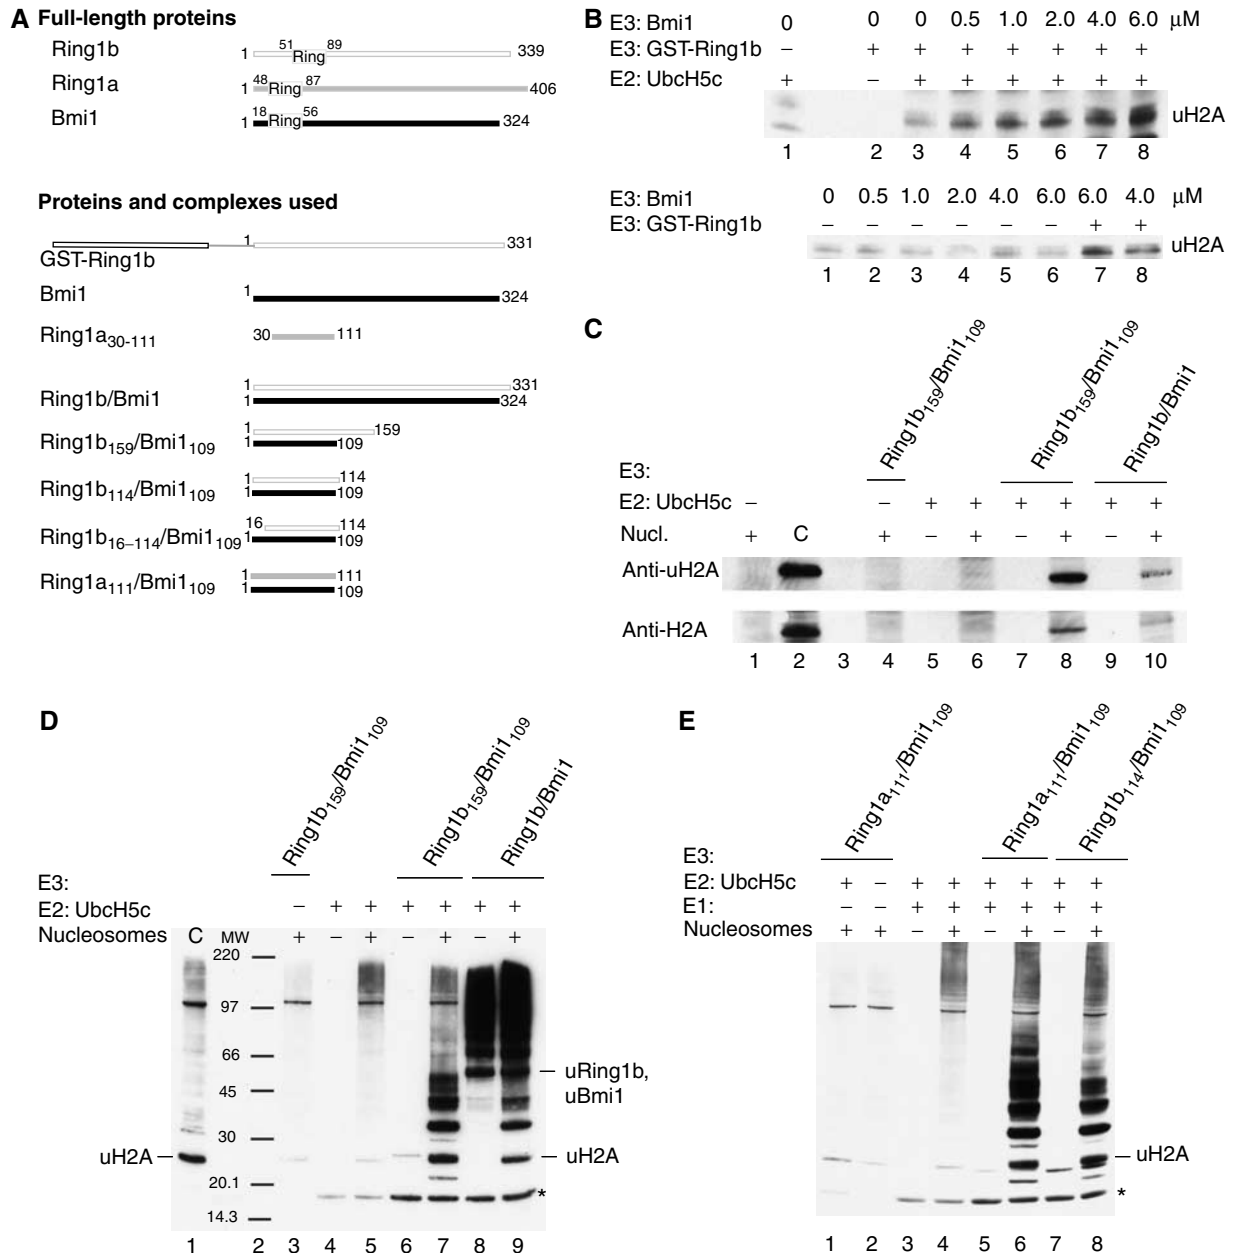 A Full-length proteins
Ring1b 1 51 Ring 89 339
Ring1a 1 48 Ring 87 406
Bmi1 1 18 Ring 56 324
Proteins and complexes used
GST-Ring1b 1 331
Bmi1 1 324
Ring1a30-111 30 111
Ring1b/Bmi1 1 331
1 324
Ring1b159/Bmi1109 1 159
1 109
Ring1b114/Bmi1109 1 114
1 109
Ring1b16–114/Bmi1109 16 114
1 109
Ring1a111/Bmi1109 1 111
1 109
B
E3: Bmi1 0 0 0 0.5 1.0 2.0 4.0 6.0 μM
E3: GST-Ring1b – + + + + + + +
E2: UbcH5c + – + + + + + +
uH2A
1 2 3 4 5 6 7 8
E3: Bmi1 0 0.5 1.0 2.0 4.0 6.0 6.0 4.0 μM
E3: GST-Ring1b – – – – – – + +
uH2A
1 2 3 4 5 6 7 8
C
Ring1b159/Bmi1109 Ring1b159/Bmi1109 Ring1b/Bmi1
E3:
E2: UbcH5c – – + + + + + +
Nucl. + C + – + – + – +
Anti-uH2A
Anti-H2A
1 2 3 4 5 6 7 8 9 10
D
Ring1b159/Bmi1109 Ring1b159/Bmi1109 Ring1b/Bmi1
E3:
E2: UbcH5c – + + + + + +
Nucleosomes C MW + – + – + – +
220
97
66
45
30
20.1
14.3
uRing1b,
uBmi1
uH2A
uH2A
*
1 2 3 4 5 6 7 8 9
E
Ring1a111/Bmi1109 Ring1a111/Bmi1109 Ring1b114/Bmi1109
E3:
E2: UbcH5c + – + + + + + +
E1: – – + + + + + +
Nucleosomes + + – + – + – +
uH2A
*
1 2 3 4 5 6 7 8